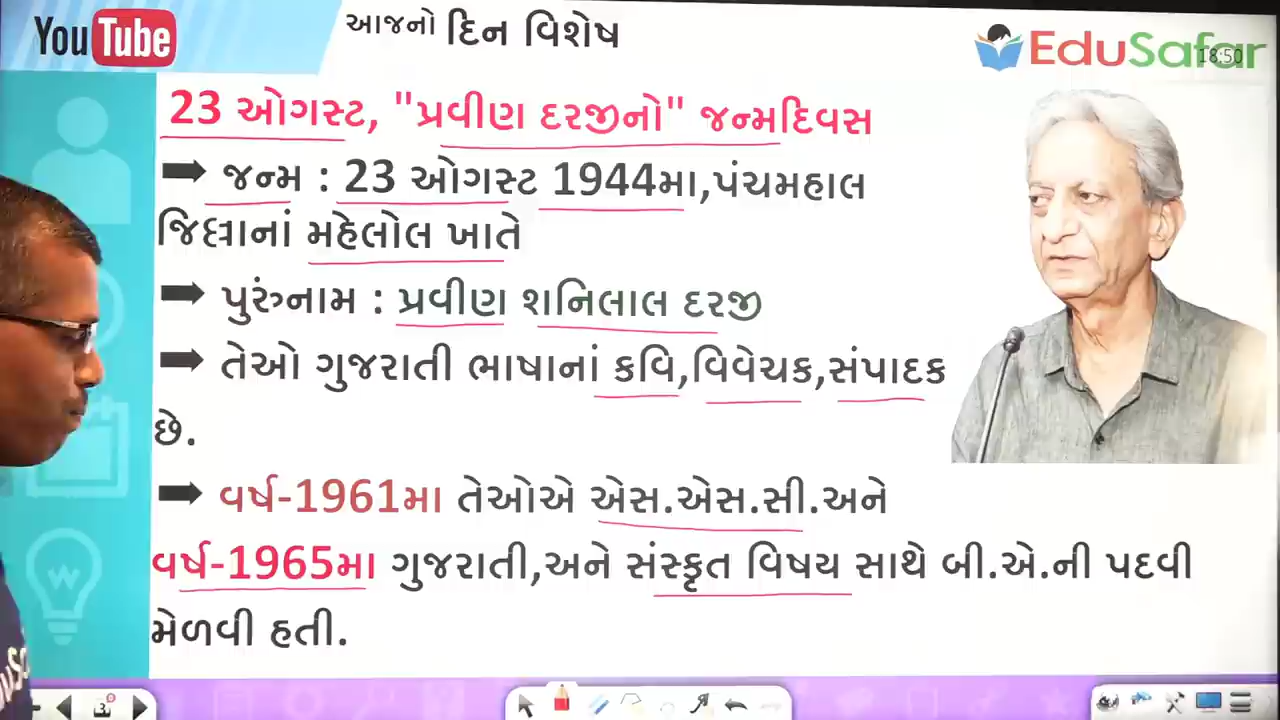 YouTube
આજનો દિન વિશેષ
EduSafar
18:50
23 ઓગસ્ટ, "પ્રવીણ દરજીનો" જન્મદિવસ
જન્મ : 23 ઓગસ્ટ 1944મા,પંચમહાલ
જિલ્લાનાં મહેલોલ ખાતે
પુરુંનામ : પ્રવીણ શનિલાલ દરજી
તેઓ ગુજરાતી ભાષાનાં કવિ,વિવેચક,સંપાદક
છે.
વર્ષ-1961મા તેઓએ એસ.એસ.સી.અને
વર્ષ-1965મા ગુજરાતી,અને સંસ્કૃત વિષય સાથે બી.એ.ની પદવી
મેળવી હતી.